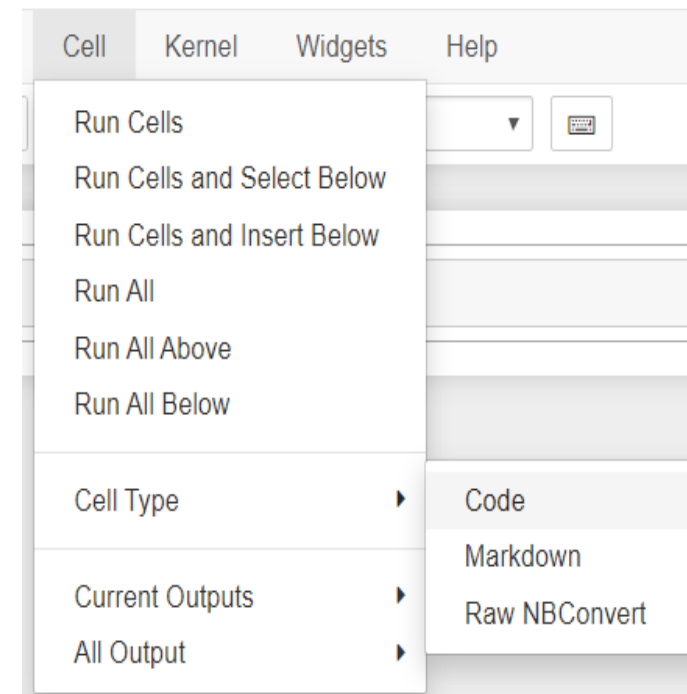 Cell Kernel Widgets Help
Run Cells
Run Cells and Select Below
Run Cells and Insert Below
Run All
Run All Above
Run All Below
Cell Type
Code
Markdown
Raw NBConvert
Current Outputs
All Output